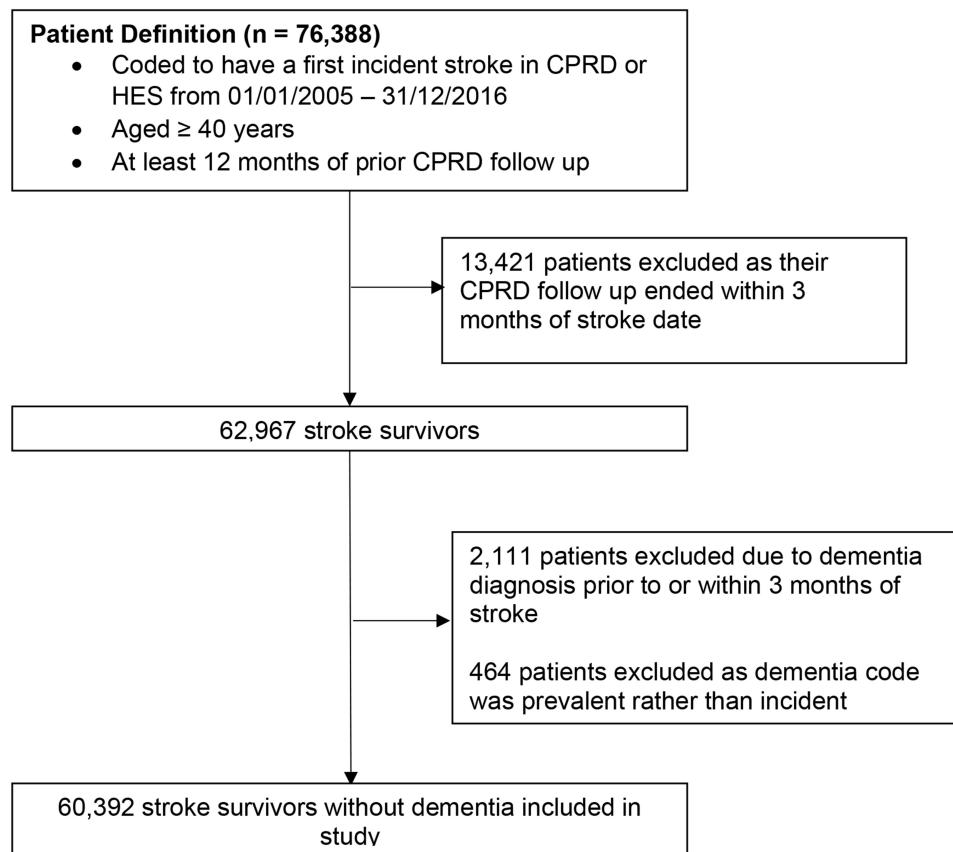 Patient Definition (n = 76,388)
• Coded to have a first incident stroke in CPRD or
HES from 01/01/2005 – 31/12/2016
• Aged ≥ 40 years
• At least 12 months of prior CPRD follow up
13,421 patients excluded as their
CPRD follow up ended within 3
months of stroke date
62,967 stroke survivors
2,111 patients excluded due to dementia
diagnosis prior to or within 3 months of
stroke
464 patients excluded as dementia code
was prevalent rather than incident
60,392 stroke survivors without dementia included in
study